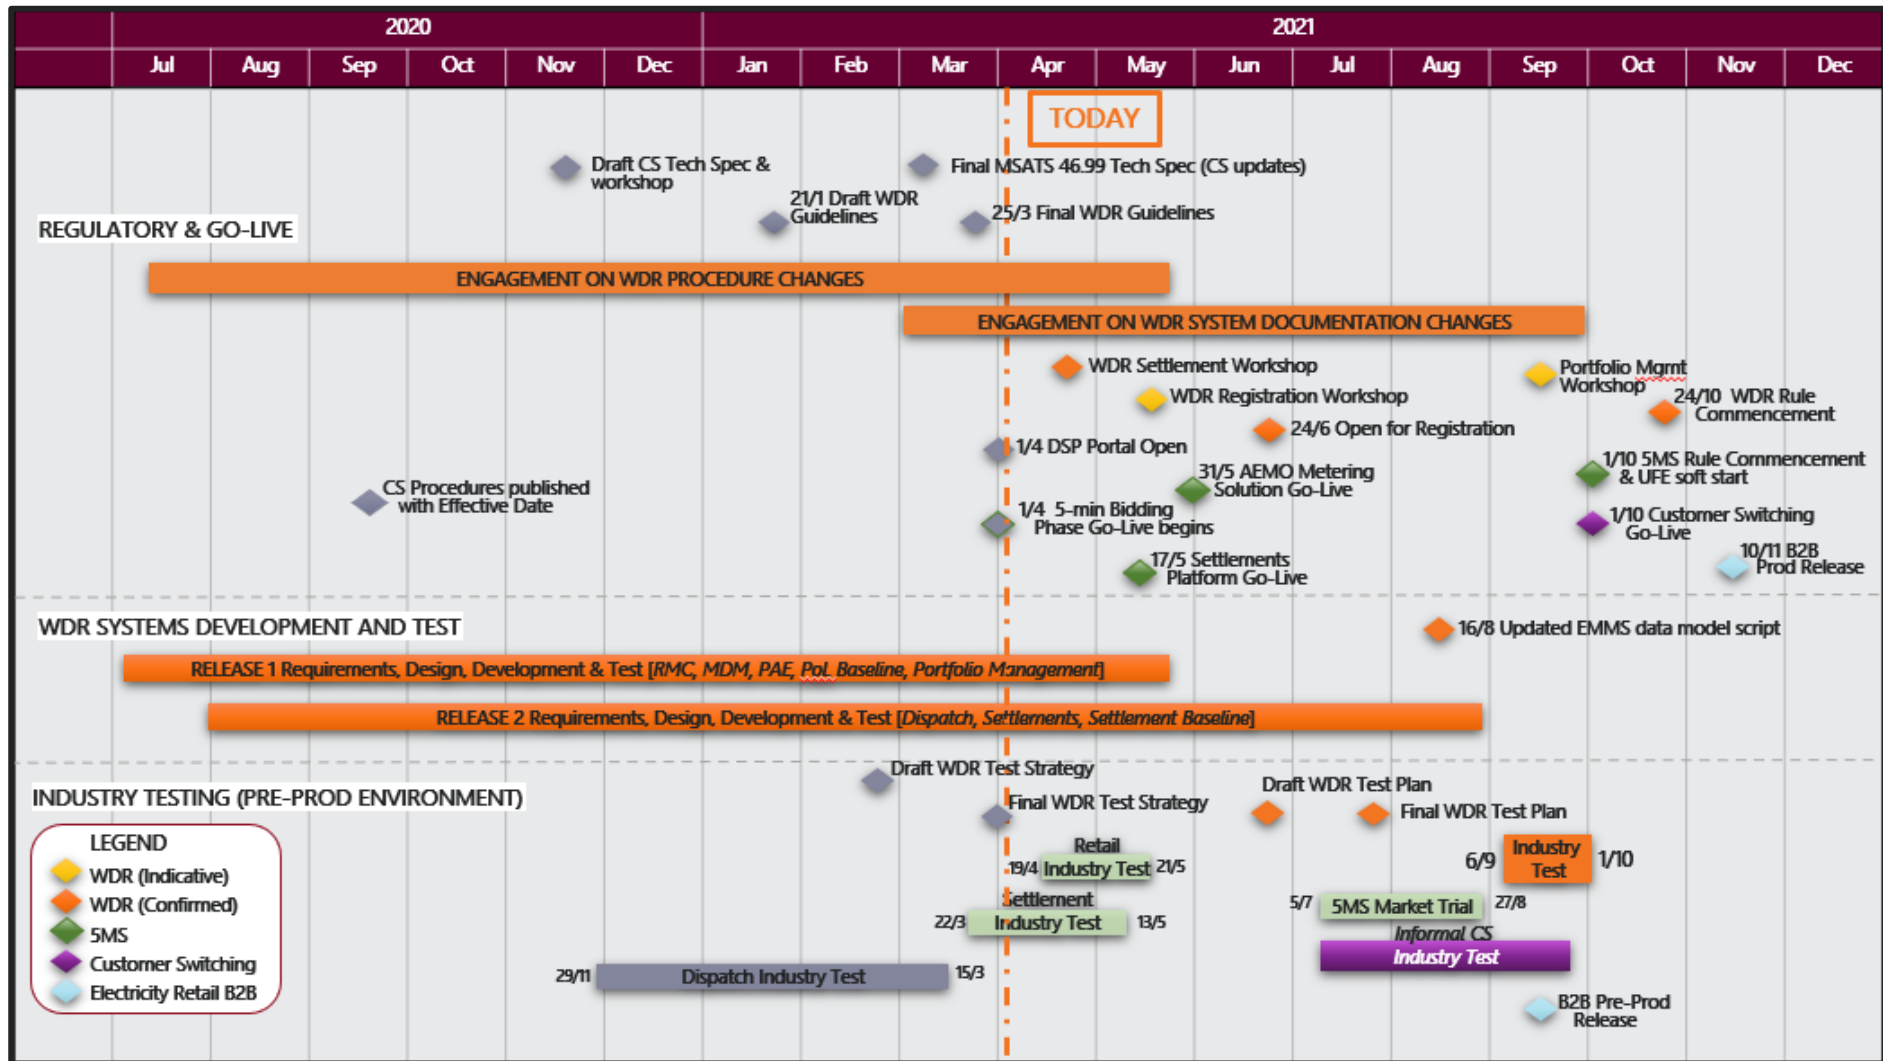 2020
2021
Jul
Aug
Sep
Oct
Nov
Dec
Jan
Feb
Mar
Apr
May
Jun
Jul
Aug
Sep
Oct
Nov
Dec
TODAY
Draft CS Tech Spec &
workshop
Final MSATS 46.99 Tech Spec (CS updates)
21/1 Draft WDR
Guidelines
25/3 Final WDR Guidelines
REGULATORY & GO-LIVE
ENGAGEMENT ON WDR PROCEDURE CHANGES
ENGAGEMENT ON WDR SYSTEM DOCUMENTATION CHANGES
WDR Settlement Workshop
Portfolio Mgmt
Workshop
WDR Registration Workshop
24/10 WDR Rule
Commencement
24/6 Open for Registration
1/4 DSP Portal Open
1/10 5MS Rule Commencement
& UFE soft start
31/5 AEMO Metering
Solution Go-Live
CS Procedures published
with Effective Date
1/4 5-min Bidding
Phase Go-Live begins
1/10 Customer Switching
Go-Live
17/5 Settlements
Platform Go-Live
10/11 B2B
Prod Release
WDR SYSTEMS DEVELOPMENT AND TEST
16/8 Updated EMMS data model script
RELEASE 1 Requirements, Design, Development & Test [RMC, MDM, PAE, PoL Baseline, Portfolio Management]
RELEASE 2 Requirements, Design, Development & Test [Dispatch, Settlements, Settlement Baseline]
Draft WDR Test Strategy
INDUSTRY TESTING (PRE-PROD ENVIRONMENT)
Final WDR Test Strategy
Draft WDR Test Plan
Final WDR Test Plan
Retail
19/4 Industry Test 21/5
6/9 Industry
Test 1/10
Settlement
22/3 Industry Test 13/5
5/7 5MS Market Trial 27/8
Informal CS
Industry Test
29/11 Dispatch Industry Test 15/3
B2B Pre-Prod
Release
LEGEND
WDR (Indicative)
WDR (Confirmed)
5MS
Customer Switching
Electricity Retail B2B